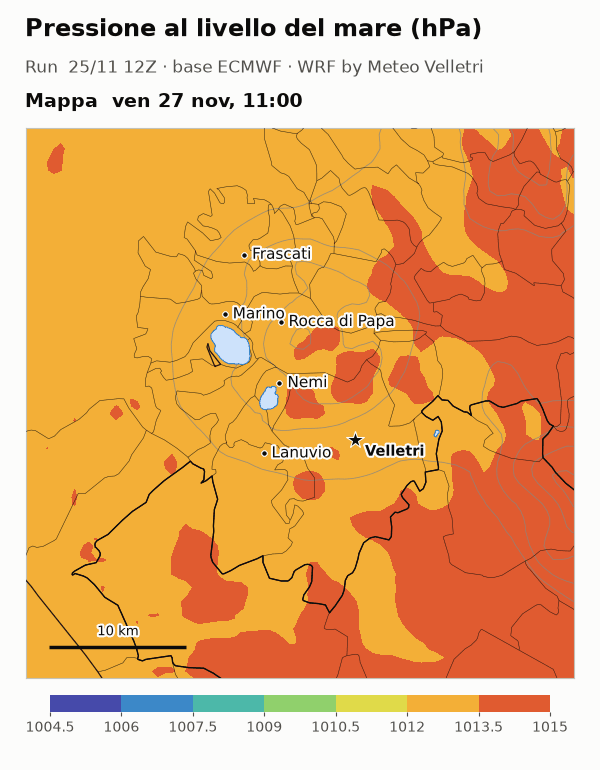 Pressione al livello del mare (hPa)
Run  25/11 12Z · base ECMWF · WRF by Meteo Velletri
Mappa  ven 27 nov, 11:00
Frascati
Marino
Rocca di Papa
Nemi
Velletri
Lanuvio
10 km
1004.5 1006 1007.5 1009 1010.5 1012 1013.5 1015